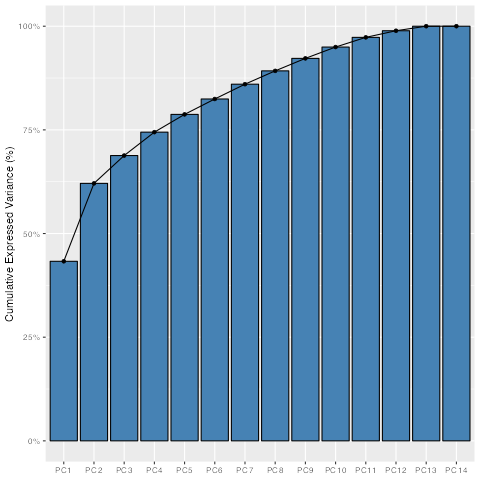 Cumulative Expressed Variance (%)
100%
75%
50%
25%
0%
PC1 PC2 PC3 PC4 PC5 PC6 PC7 PC8 PC9 PC10 PC11 PC12 PC13 PC14